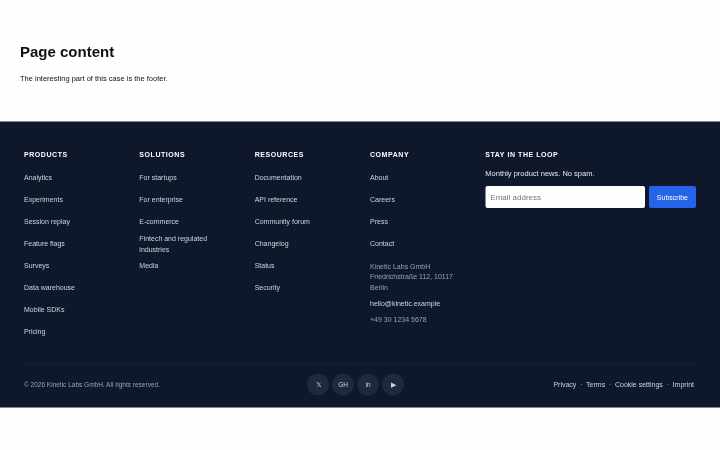 Page content
The interesting part of this case is the footer.
PRODUCTS
Analytics
Experiments
Session replay
Feature flags
Surveys
Data warehouse
Mobile SDKs
Pricing
SOLUTIONS
For startups
For enterprise
E-commerce
Fintech and regulated
industries
Media
RESOURCES
Documentation
API reference
Community forum
Changelog
Status
Security
COMPANY
About
Careers
Press
Contact
Kinetic Labs GmbH
Friedrichstraße 112, 10117
Berlin
hello@kinetic.example
+49 30 1234 5678
STAY IN THE LOOP
Monthly product news. No spam.
Email address
Subscribe
© 2026 Kinetic Labs GmbH. All rights reserved.
𝕏 GH in ▶
Privacy · Terms · Cookie settings · Imprint